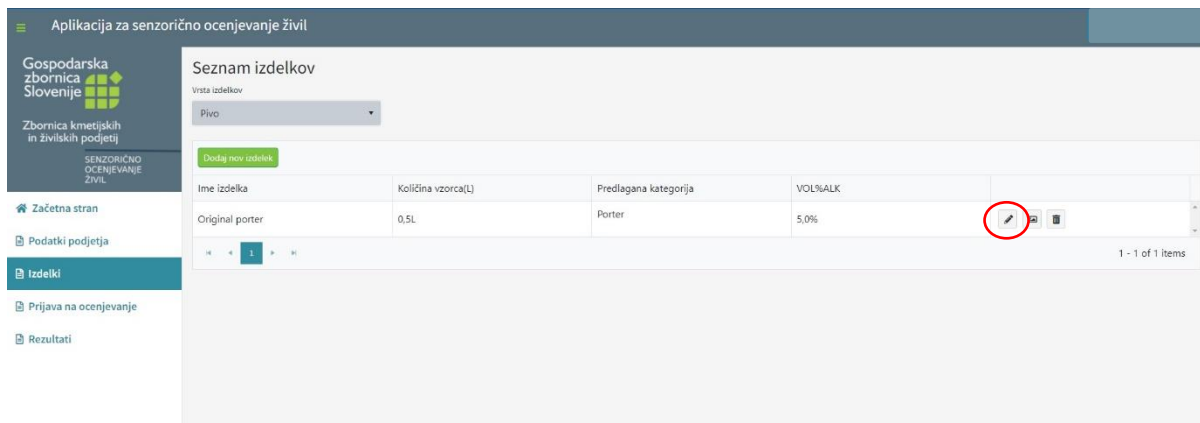 Aplikacija za senzorično ocenjevanje živil
Gospodarska
zbornica
Slovenije
Zbornica kmetijskih
in živilskih podjetij
SENZORIČNO
OCENJEVANJE
ŽIVIL
Začetna stran
Podatki podjetja
Izdelki
Prijava na ocenjevanje
Rezultati
Seznam izdelkov
Vrsta izdelkov
Pivo
Dodaj nov izdelek
Ime izdelka Količina vzorca(L) Predlagana kategorija VOL%ALK
Original porter 0,5L Porter 5,0%
1
1 - 1 of 1 items